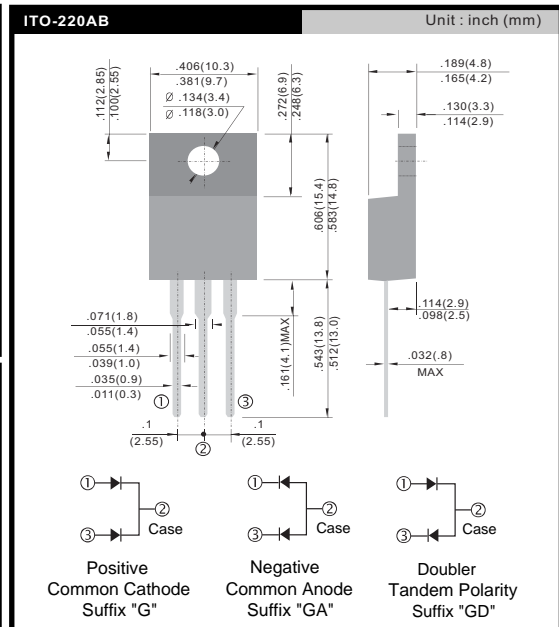 ITO-220AB
Unit : inch (mm)
.112(2.85)
.100(2.55)
.406(10.3)
.381(9.7)
Ø .134(3.4)
Ø .118(3.0)
.272(6.9)
.248(6.3)
.189(4.8)
.165(4.2)
.130(3.3)
.114(2.9)
.606(15.4)
.583(14.8)
.071(1.8)
.055(1.4)
.055(1.4)
.039(1.0)
.035(0.9)
.011(0.3)
.161(4.1)MAX
.543(13.8)
.512(13.0)
.114(2.9)
.098(2.5)
.032(.8)
MAX
①
③
.1
(2.55)
②
.1
(2.55)
① ② ③ Case
① ② ③ Case
① ② ③ Case
Positive
Common Cathode
Suffix "G"
Negative
Common Anode
Suffix "GA"
Doubler
Tandem Polarity
Suffix "GD"